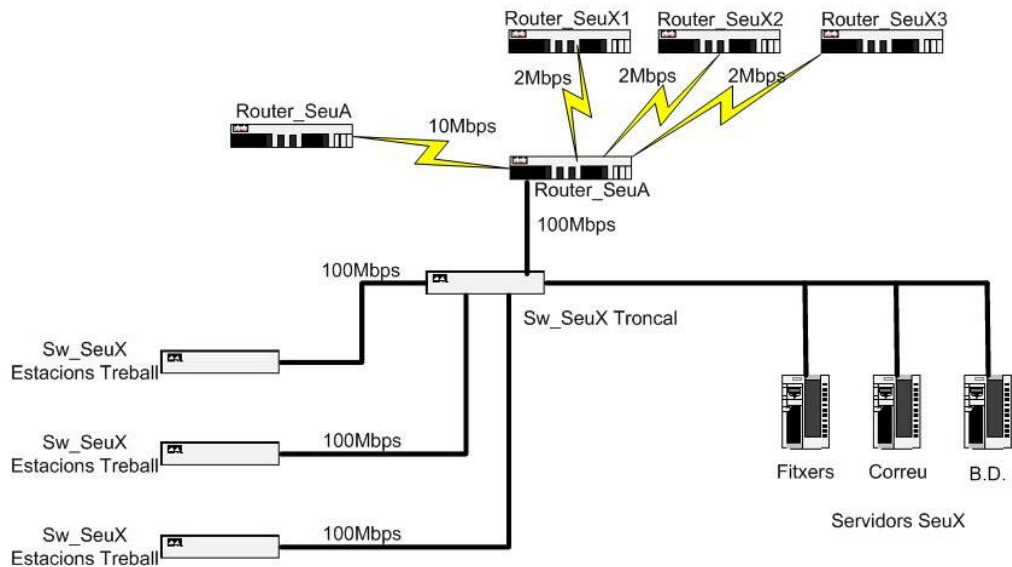 Router_SeuX1
Router_SeuX2
Router_SeuX3
2Mbps
2Mbps
2Mbps
Router_SeuA
10Mbps
Router_SeuA
100Mbps
100Mbps
Sw_SeuX Troncal
Sw_SeuX
Estacions Treball
Sw_SeuX
Estacions Treball
100Mbps
Fitxers
Correu
B.D.
Servidors SeuX
Sw_SeuX
Estacions Treball
100Mbps